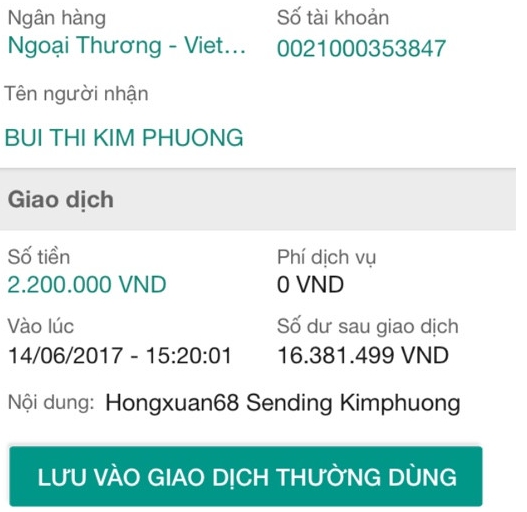 Ngân hàng
Số tài khoản
Ngoại Thương - Viet...
0021000353847
Tên người nhận
BUI THI KIM PHUONG
Giao dịch
Số tiền
Phí dịch vụ
2.200.000 VND
0 VND
Vào lúc
Số dư sau giao dịch
14/06/2017 - 15:20:01
16.381.499 VND
Nội dung: Hongxuan68 Sending Kimphuong
LƯU VÀO GIAO DỊCH THƯỜNG DÙNG